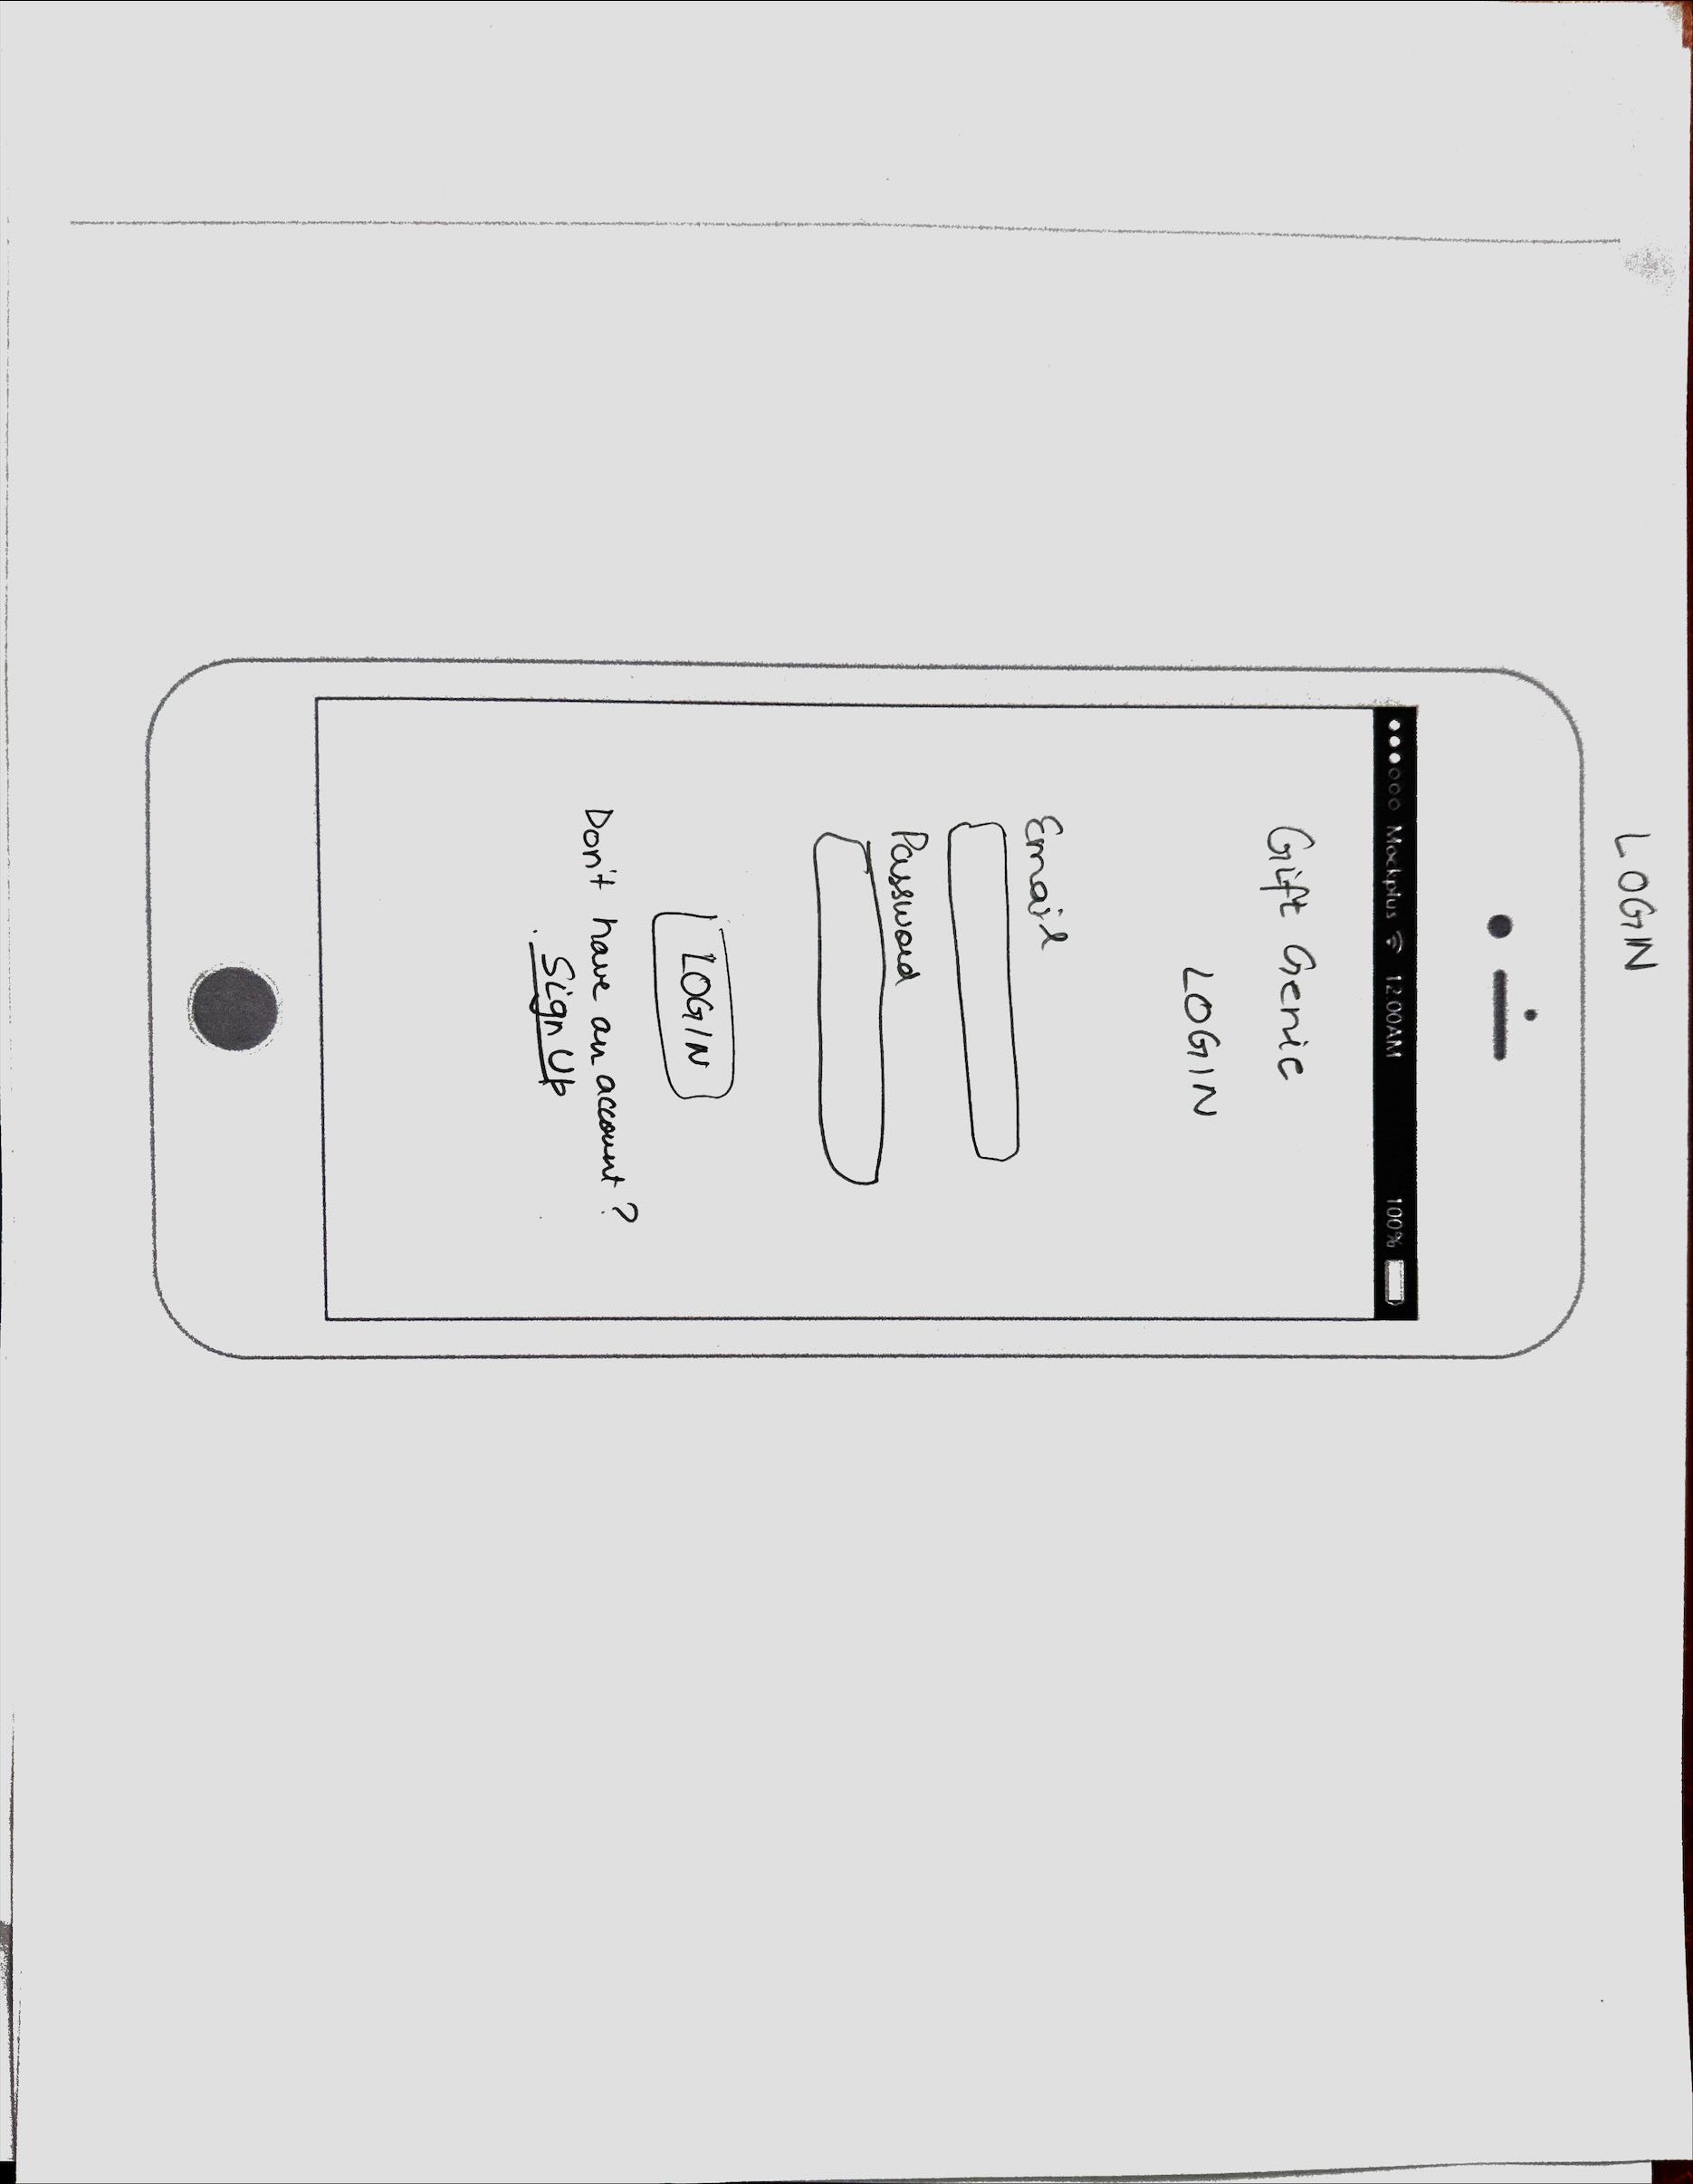 LOGIN
Mockplus 12:00AM 100%
Gift Genie
LOGIN
Email
Password
LOGIN
Don't have an account?
Sign Up